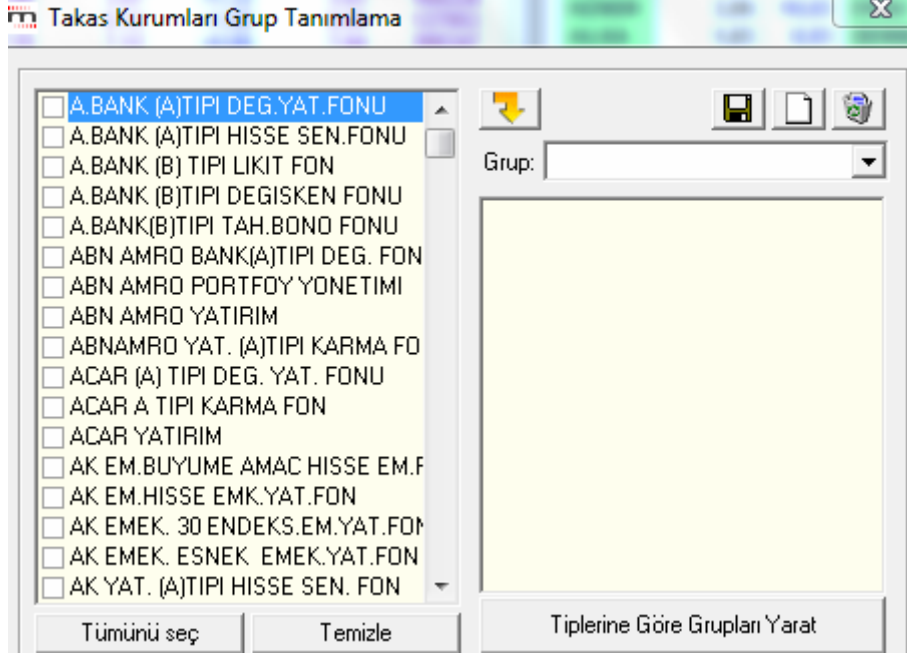 Takas Kurumları Grup Tanımlama
A.BANK (A)TIPI DEG.YAT.FONU
A.BANK (A)TIPI HISSE SEN.FONU
A.BANK (B) TIPI LIKIT FON
A.BANK (B)TIPI DEGISKEN FONU
A.BANK(B)TIPI TAH.BONO FONU
ABN AMRO BANK(A)TIPI DEG. FON
ABN AMRO PORTFOY YONETIMI
ABN AMRO YATIRIM
ABNAMRO YAT. (A)TIPI KARMA FO
ACAR (A) TIPI DEG. YAT. FONU
ACAR A TIPI KARMA FON
ACAR YATIRIM
AK EM.BUYUME AMAC HISSE EM.F
AK EM.HISSE EMK.YAT.FON
AK EMEK. 30 ENDEKS.EM.YAT.FON
AK EMEK. ESNEK EMEK.YAT.FON
AK YAT. (A)TIPI HISSE SEN. FON
Tümünü seç
Temizle
Grup:
Tiplerine Göre Grupları Yarat